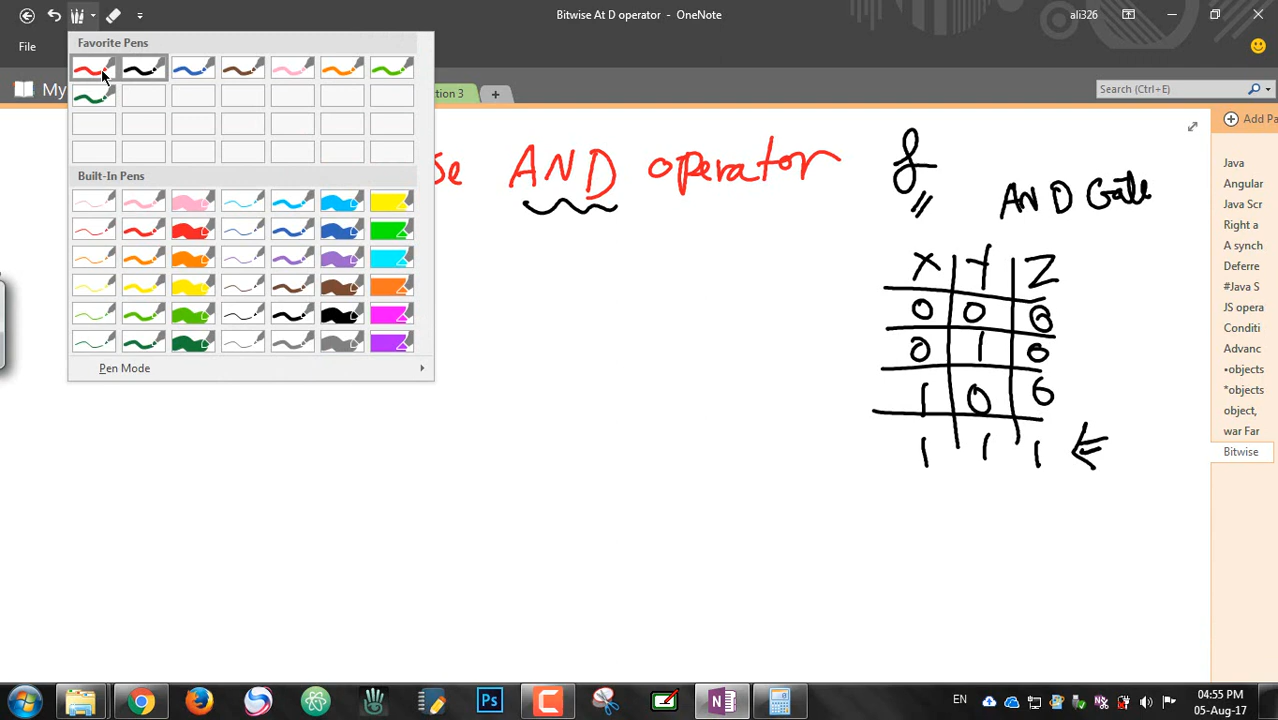 Bitwise At D operator - OneNote
ali326
File
Favorite Pens
My
ction 3
Search (Ctrl+E)
Built-In Pens
Pen Mode
se AND operator &
AND Gate
X Y Z
0 0 0
0 1 0
1 0 0
1 1 1
Add Pa
Java
Angular
Java Scr
Right a
A synch
Deferre
#Java S
JS opera
Conditi
Advanc
•objects
*objects
object,
war Far
Bitwise
Ps
EN
04:55 PM
05-Aug-17